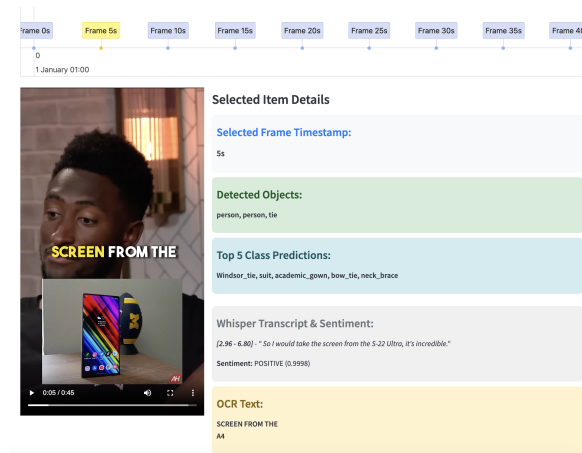 Frame 0s
Frame 5s
Frame 10s
Frame 15s
Frame 20s
Frame 25s
Frame 30s
Frame 35s
Frame 40
0
1 January 01:00
Selected Item Details
Selected Frame Timestamp:
5s
Detected Objects:
person, person, tie
SCREEN FROM THE
Top 5 Class Predictions:
Windsor_tie, suit, academic_gown, bow_tie, neck_brace
Whisper Transcript & Sentiment:
[2.96 - 6.80] - " So I would take the screen from the S-22 Ultra, it's incredible."
Sentiment: POSITIVE (0.9998)
AH
0:05 / 0:45
OCR Text:
SCREEN FROM THE
A4